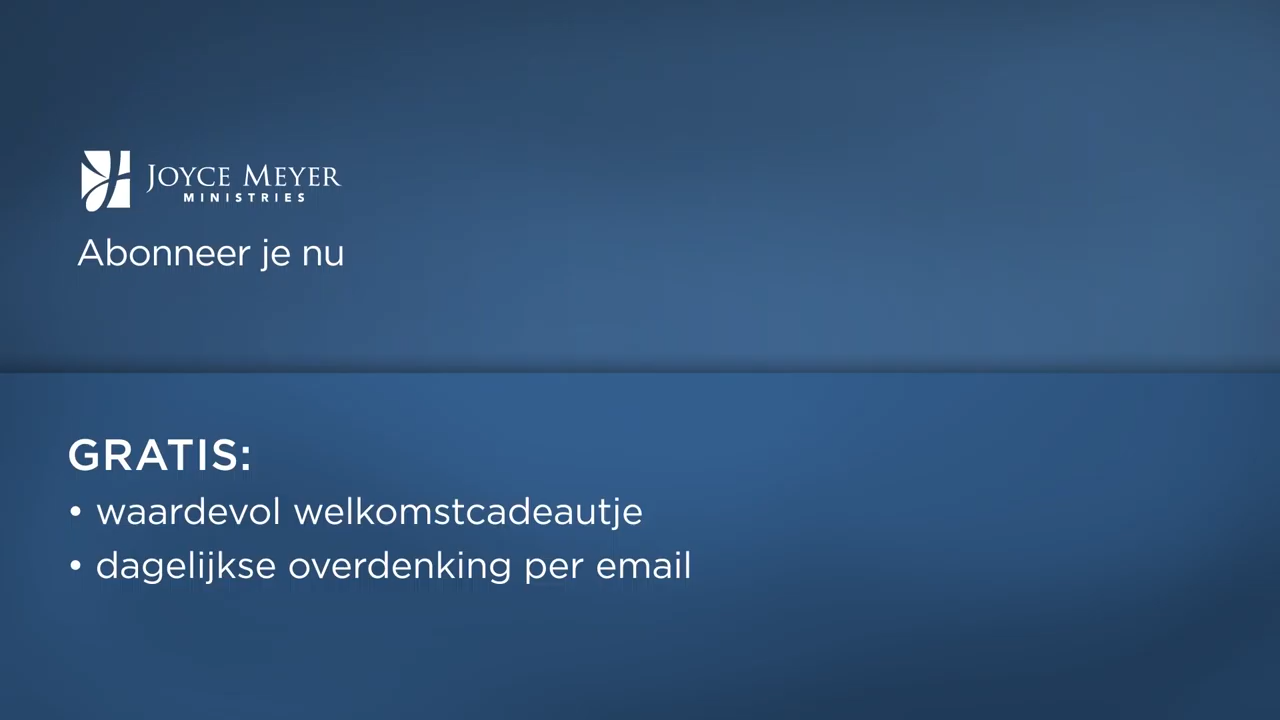 JOYCE MEYER
MINISTRIES
Abonneer je nu
GRATIS:
• waardevol welkomstcadeautje
• dagelijkse overdenking per email